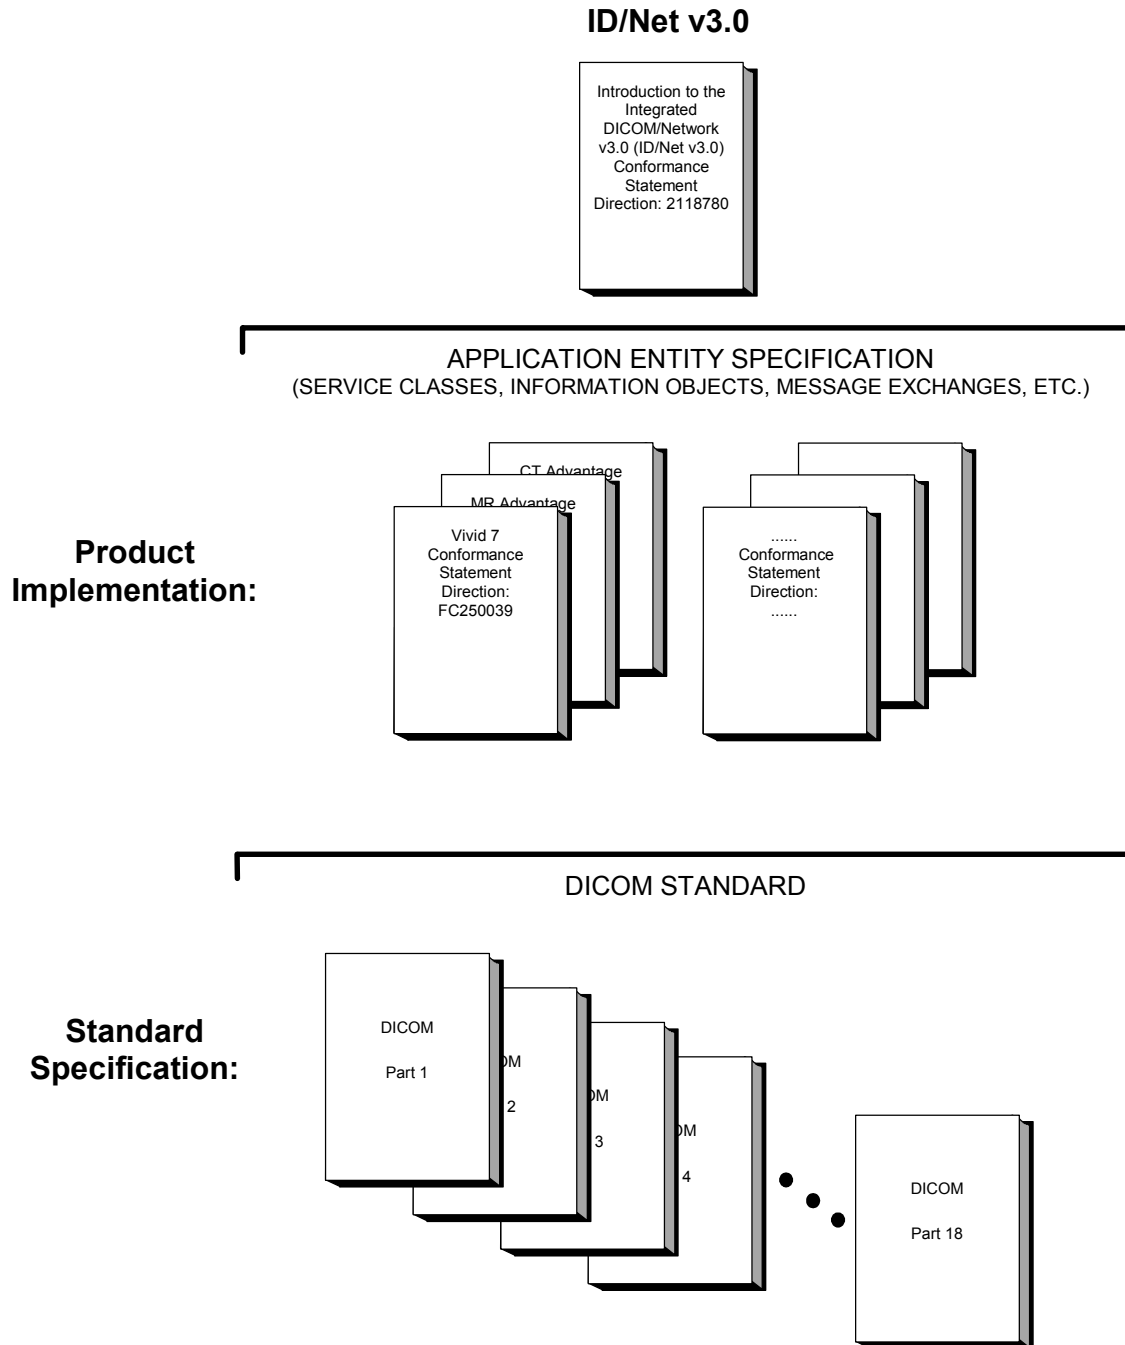 ID/Net v3.0
Introduction to the
Integrated
DICOM/Network
v3.0 (ID/Net v3.0)
Conformance
Statement
Direction: 2118780
APPLICATION ENTITY SPECIFICATION
(SERVICE CLASSES, INFORMATION OBJECTS, MESSAGE EXCHANGES, ETC.)
Product
Implementation:
CT Advantage
MR Advantage
Vivid 7
Conformance
Statement
Direction:
FC250039
......
Conformance
Statement
Direction:
......
DICOM STANDARD
Standard
Specification:
DICOM
Part 1
OM
2
OM
3
OM
4
DICOM
Part 18